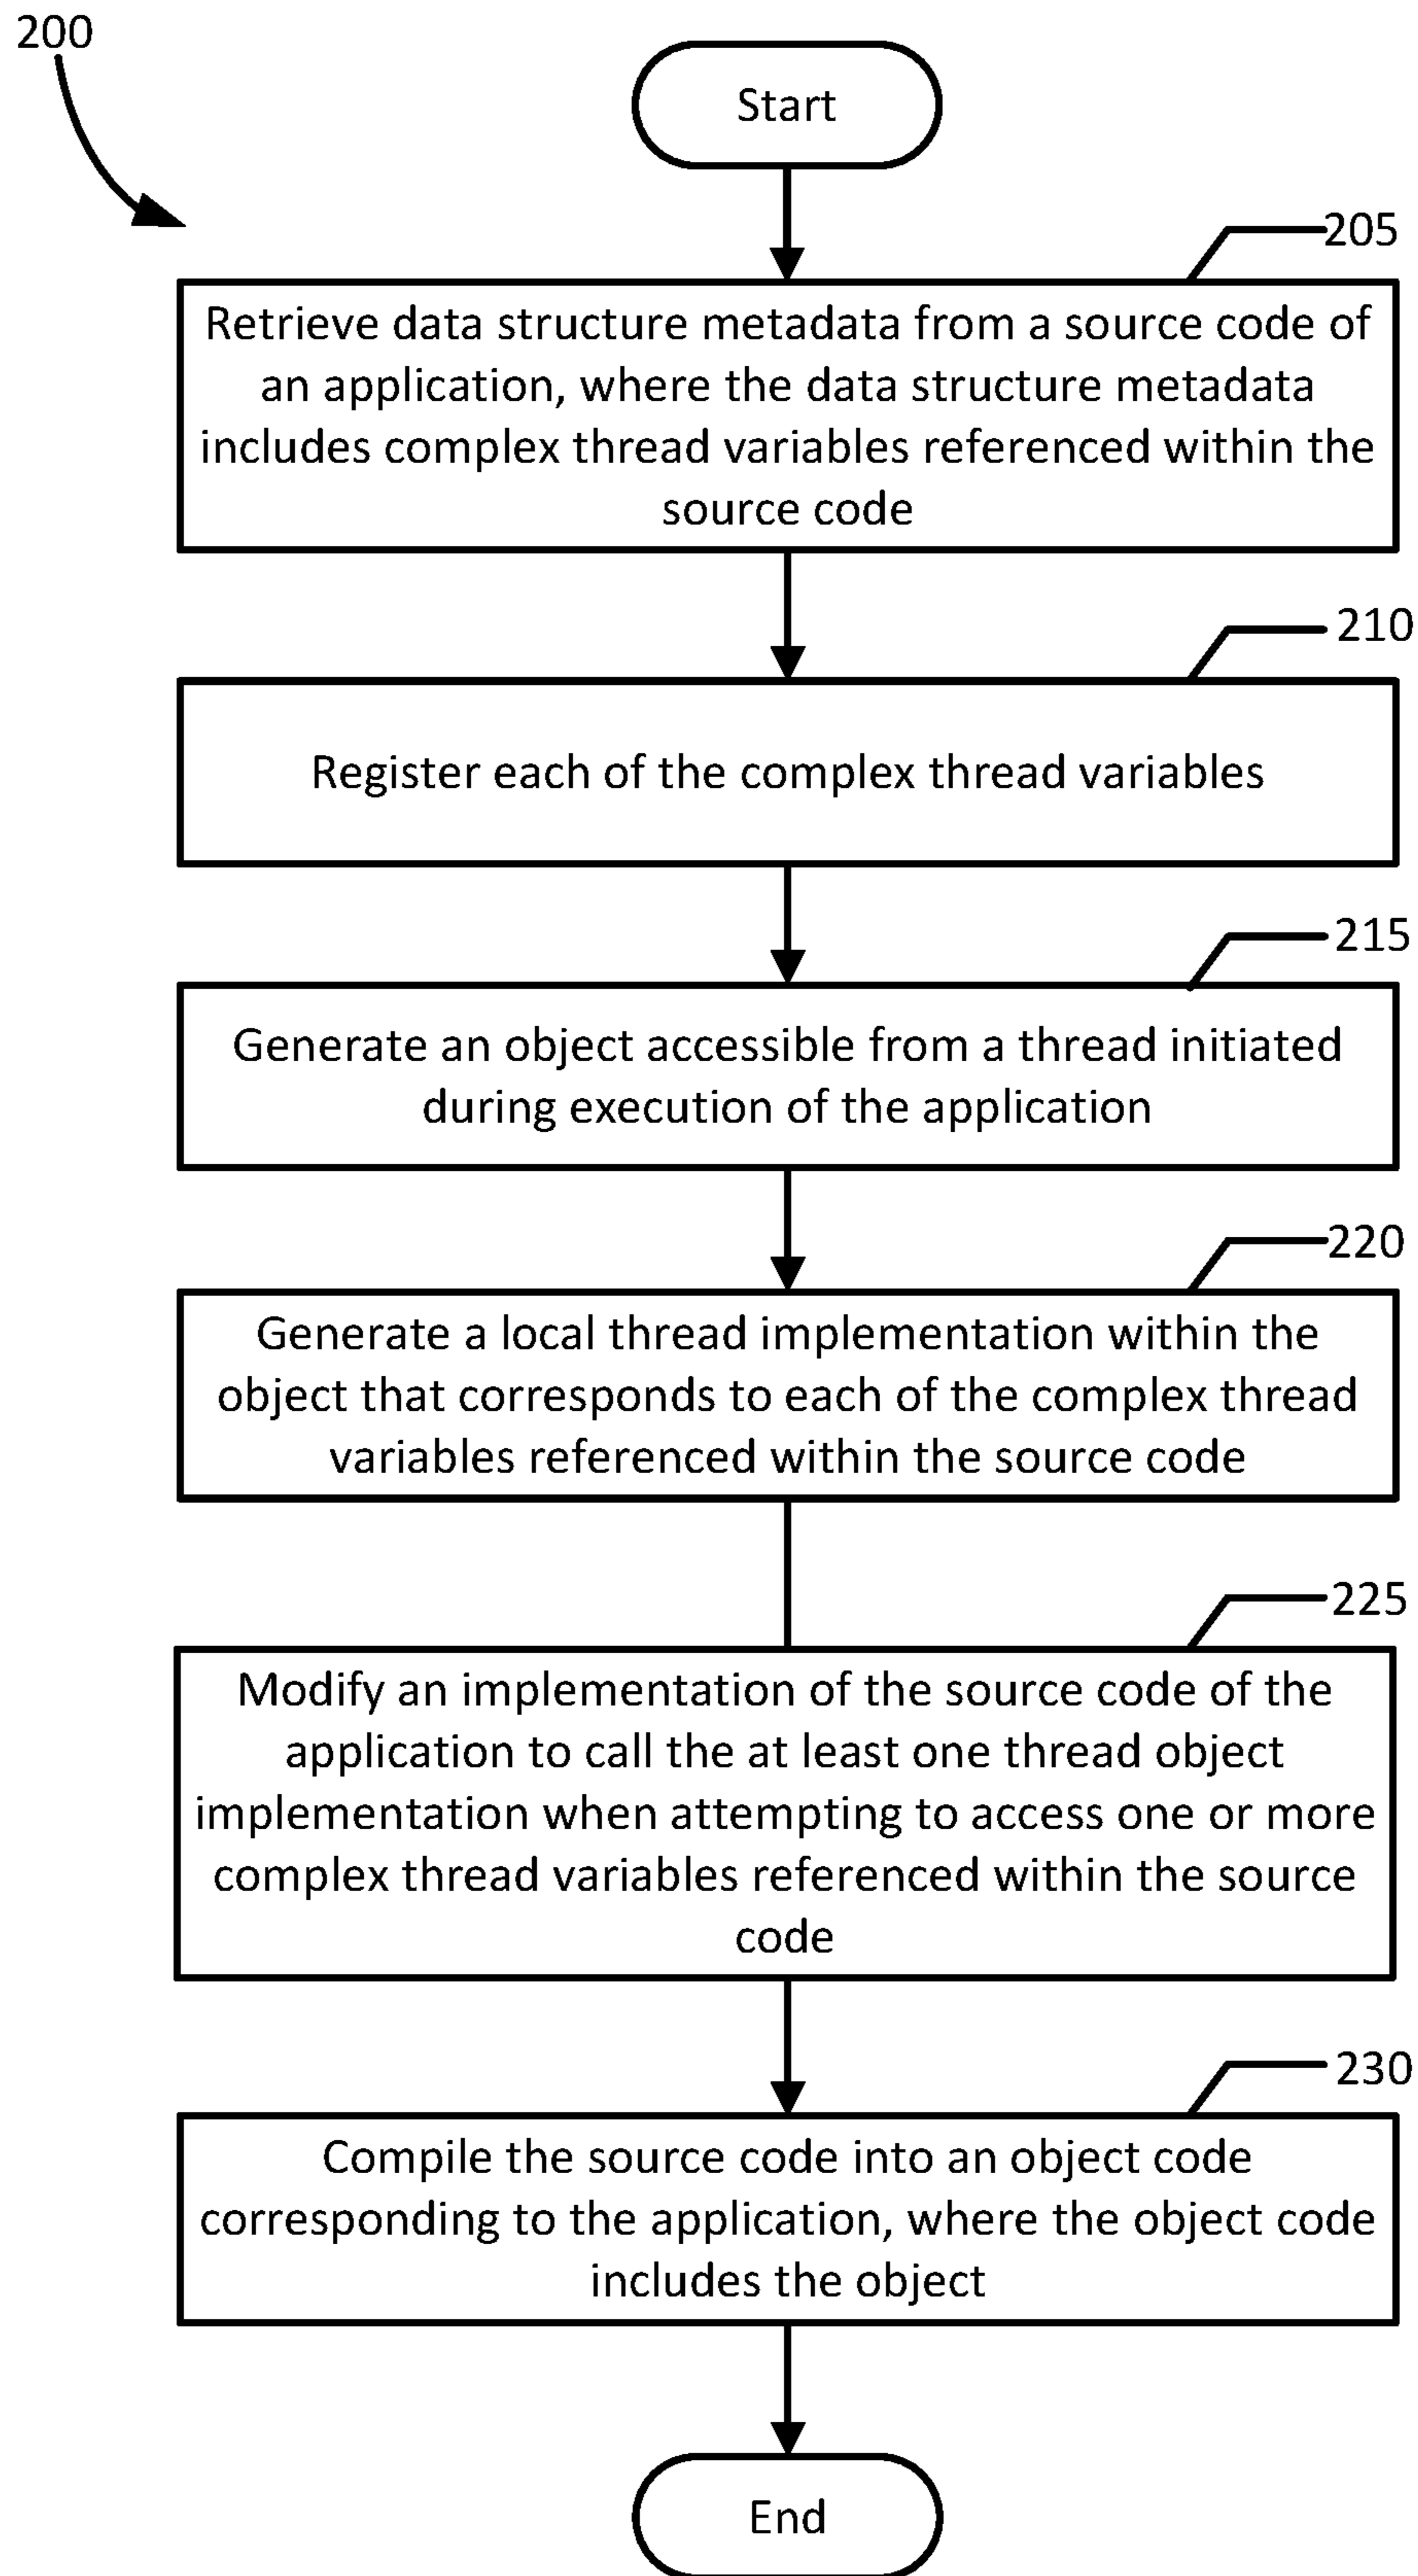 200
Start
205
Retrieve data structure metadata from a source code of
an application, where the data structure metadata
includes complex thread variables referenced within the
source code
210
Register each of the complex thread variables
215
Generate an object accessible from a thread initiated
during execution of the application
220
Generate a local thread implementation within the
object that corresponds to each of the complex thread
variables referenced within the source code
225
Modify an implementation of the source code of the
application to call the at least one thread object
implementation when attempting to access one or more
complex thread variables referenced within the source
code
230
Compile the source code into an object code
corresponding to the application, where the object code
includes the object
End